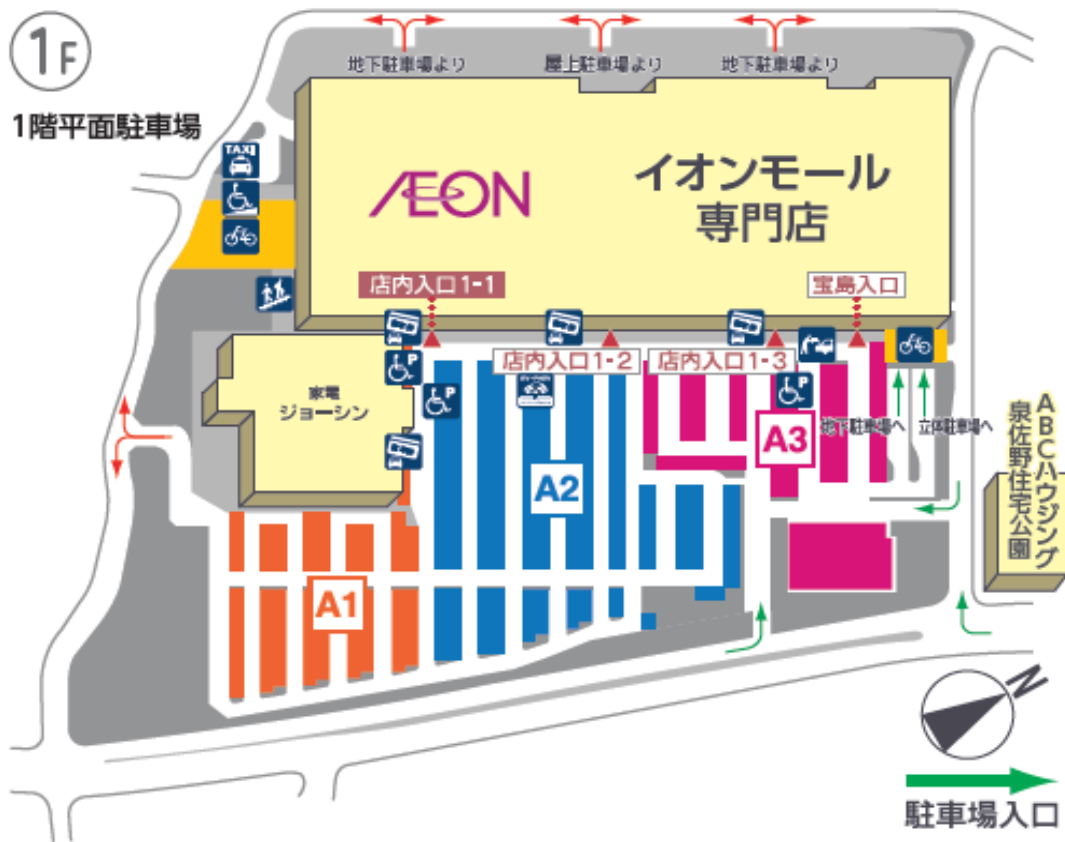 1F
1階平面駐車場
地下駐車場より
屋上駐車場より
地下駐車場より
TAXI
ÆON
イオンモール
専門店
店内入口1-1
宝島入口
店内入口1-2
店内入口1-3
P
P
P
家電
ジョーシン
A1
A2
A3
地下駐車場へ
立体駐車場へ
ABCハウジング
泉佐野住宅公園
N
駐車場入口